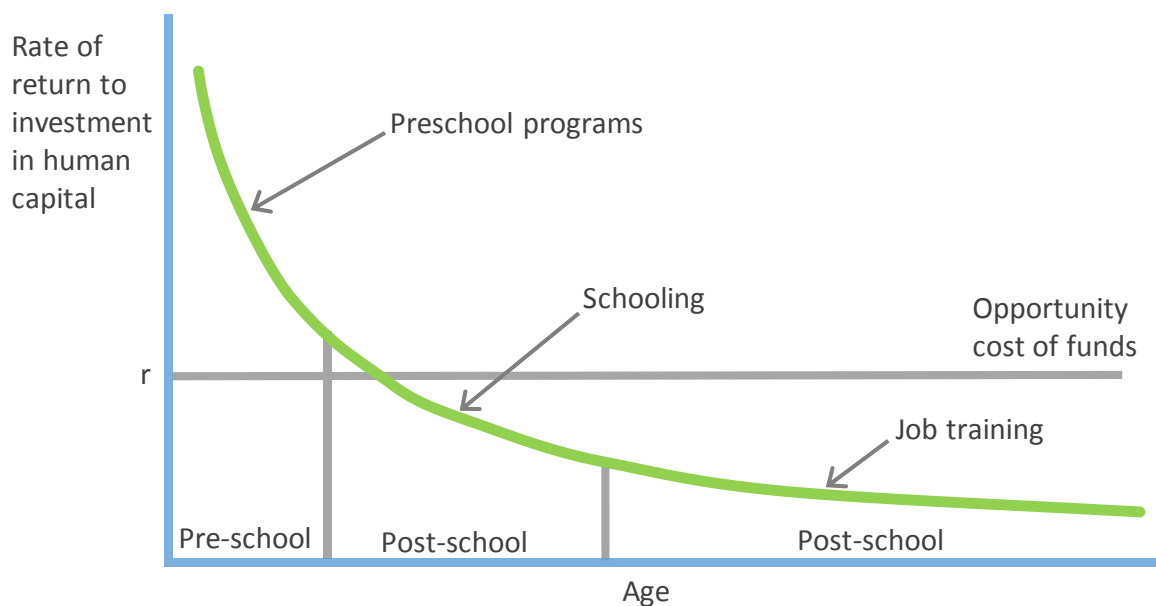 Rate of
return to
investment
in human
capital
Preschool programs
Schooling
Opportunity
cost of funds
r
Job training
Pre-school
Post-school
Post-school
Age